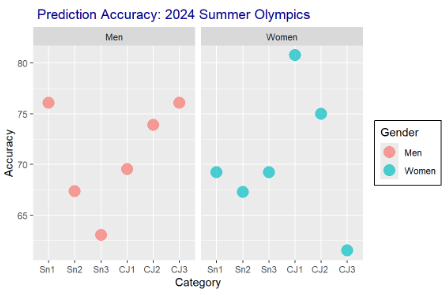 Prediction Accuracy: 2024 Summer Olympics
Men
Women
80
75
70
65
Accuracy
Sn1 Sn2 Sn3 CJ1 CJ2 CJ3
Sn1 Sn2 Sn3 CJ1 CJ2 CJ3
Category
Gender
Men
Women